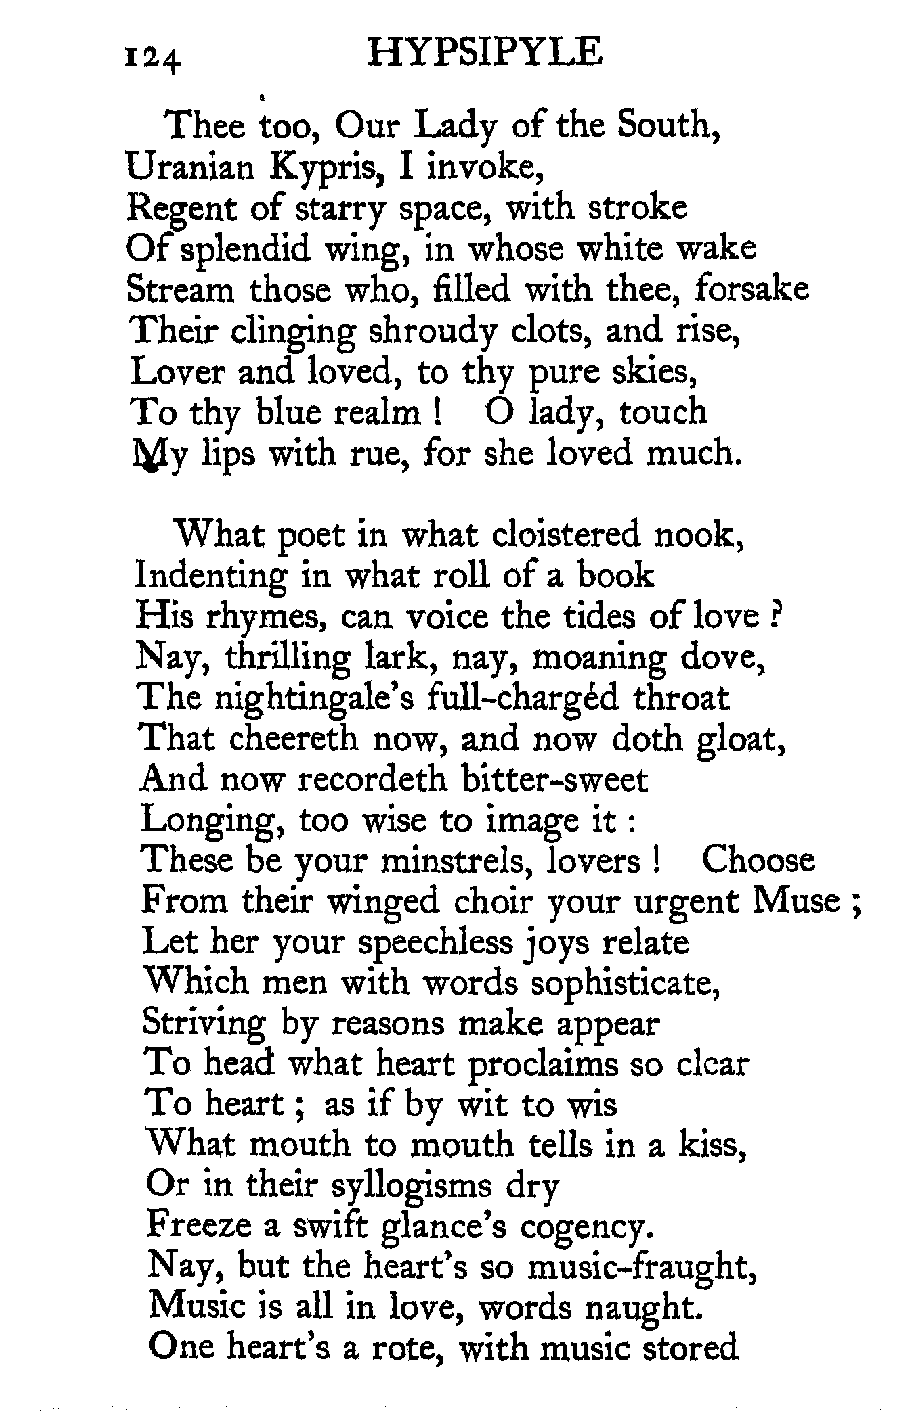 124 HYPSIPYLE
Thee too, Our Lady of the South,
Uranian Kypris, I invoke,
Regent of starry space, with stroke
Of splendid wing, in whose white wake
Stream those who, filled with thee, forsake
Their clinging shroudy clots, and rise,
Lover and loved, to thy pure skies,
To thy blue realm ! O lady, touch
My lips with rue, for she loved much.
What poet in what cloistered nook,
Indenting in what roll of a book
His rhymes, can voice the tides of love ?
Nay, thrilling lark, nay, moaning dove,
The nightingale's full-chargéd throat
That cheereth now, and now doth gloat,
And now recordeth bitter-sweet
Longing, too wise to image it :
These be your minstrels, lovers ! Choose
From their winged choir your urgent Muse ;
Let her your speechless joys relate
Which men with words sophisticate,
Striving by reasons make appear
To head what heart proclaims so clear
To heart ; as if by wit to wis
What mouth to mouth tells in a kiss,
Or in their syllogisms dry
Freeze a swift glance's cogency.
Nay, but the heart's so music-fraught,
Music is all in love, words naught.
One heart's a rote, with music stored